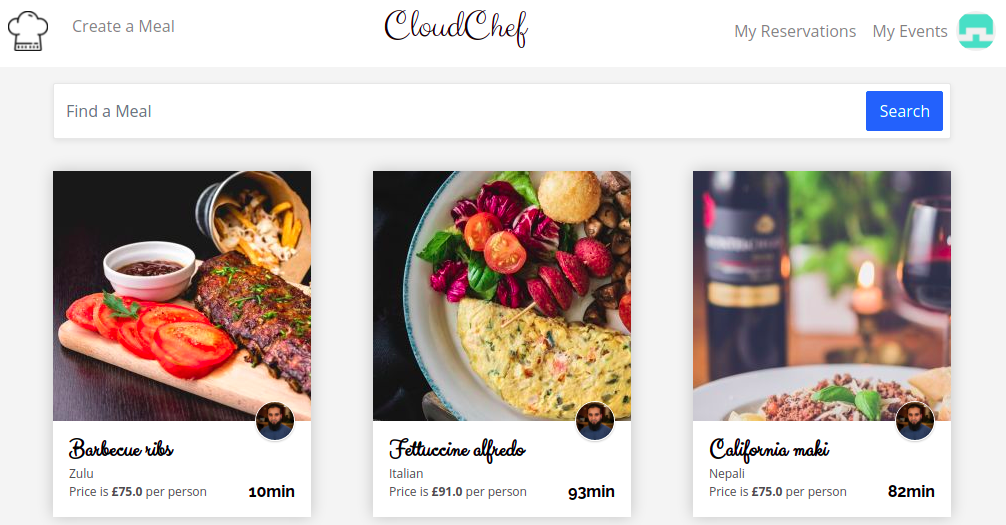 Create a Meal
CloudChef
My Reservations
My Events
Find a Meal
Search
Barbecue ribs
Zulu
Price is £75.0 per person
10min
Fettuccine alfredo
Italian
Price is £91.0 per person
93min
California maki
Nepali
Price is £75.0 per person
82min